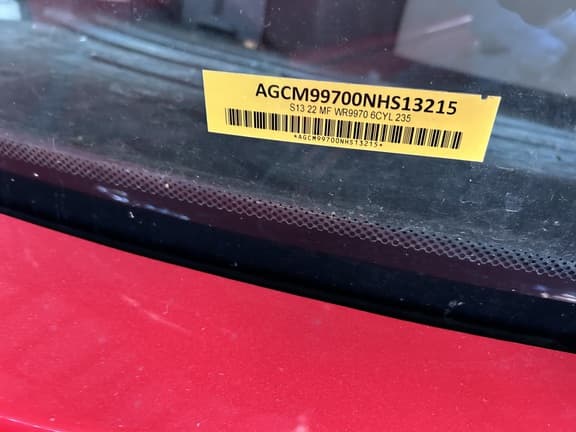 AGCM99700NHS13215
S13 22 MF WR9970 6CYL 235
*AGCM99700NHS13215*